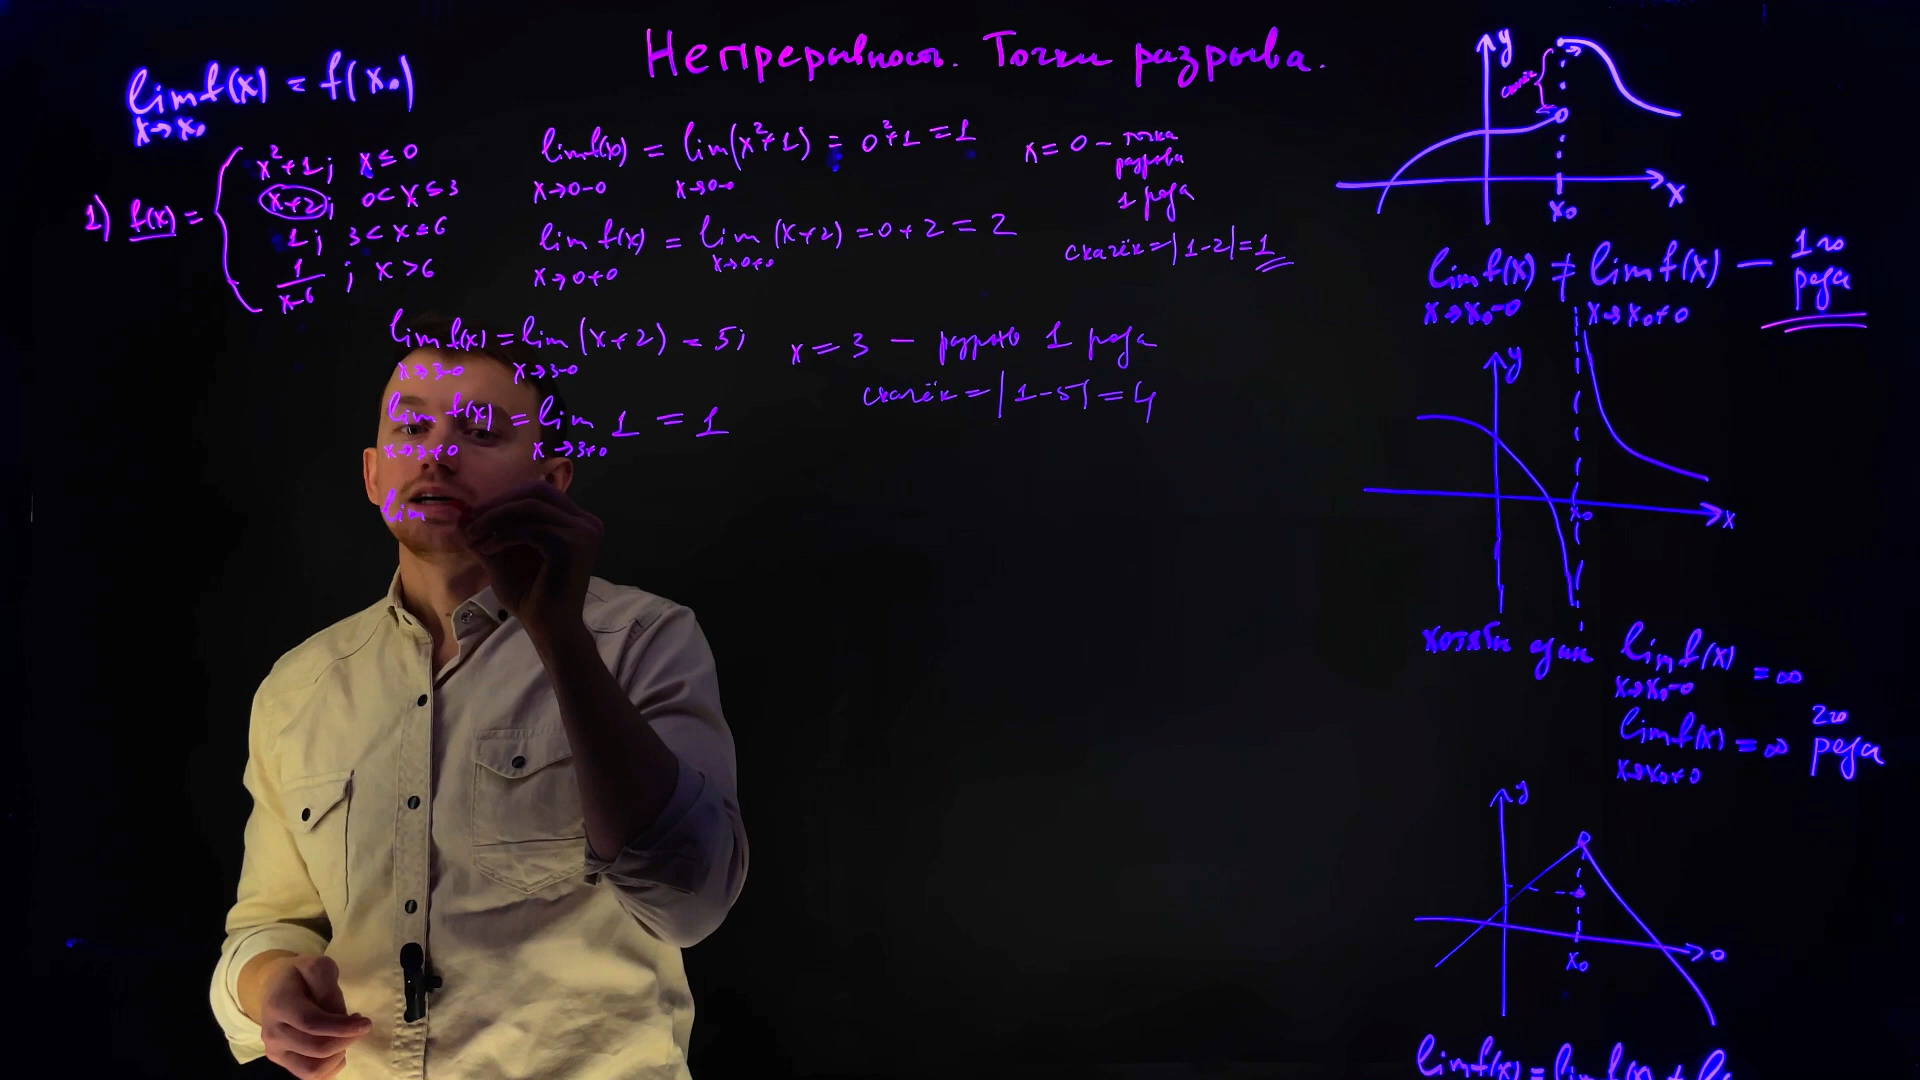 Непрерывность. Точки разрыва.
lim f(x) = f(x₀)
x→x₀
1) f(x) = { x²+1; x ≤ 0
x+2; 0 < x ≤ 3
1; 3 < x ≤ 6
1/(x-6); x > 6
lim f(x) = lim (x²+1) = 0²+1 = 1
x→0-0 x→0-0
lim f(x) = lim (x+2) = 0+2 = 2
x→0+0 x→0+0
x = 0 – точка
разрыва
1 рода
скачёк = |1-2| = 1
lim f(x) = lim (x+2) = 5;
x→3-0 x→3-0
lim f(x) = lim 1 = 1
x→3+0 x→3+0
x = 3 – разрыв 1 рода
скачёк = |1-5| = 4
lim
y
скачёк
x₀
x
lim f(x) ≠ lim f(x) — 1го
x→x₀-0 x→x₀+0 рода
y
x₀
x
хотябы один lim f(x) = ∞
x→x₀-0
lim f(x) = ∞ 2го рода
x→x₀+0
y
x₀
lim f(x) = lim f(x) ≠